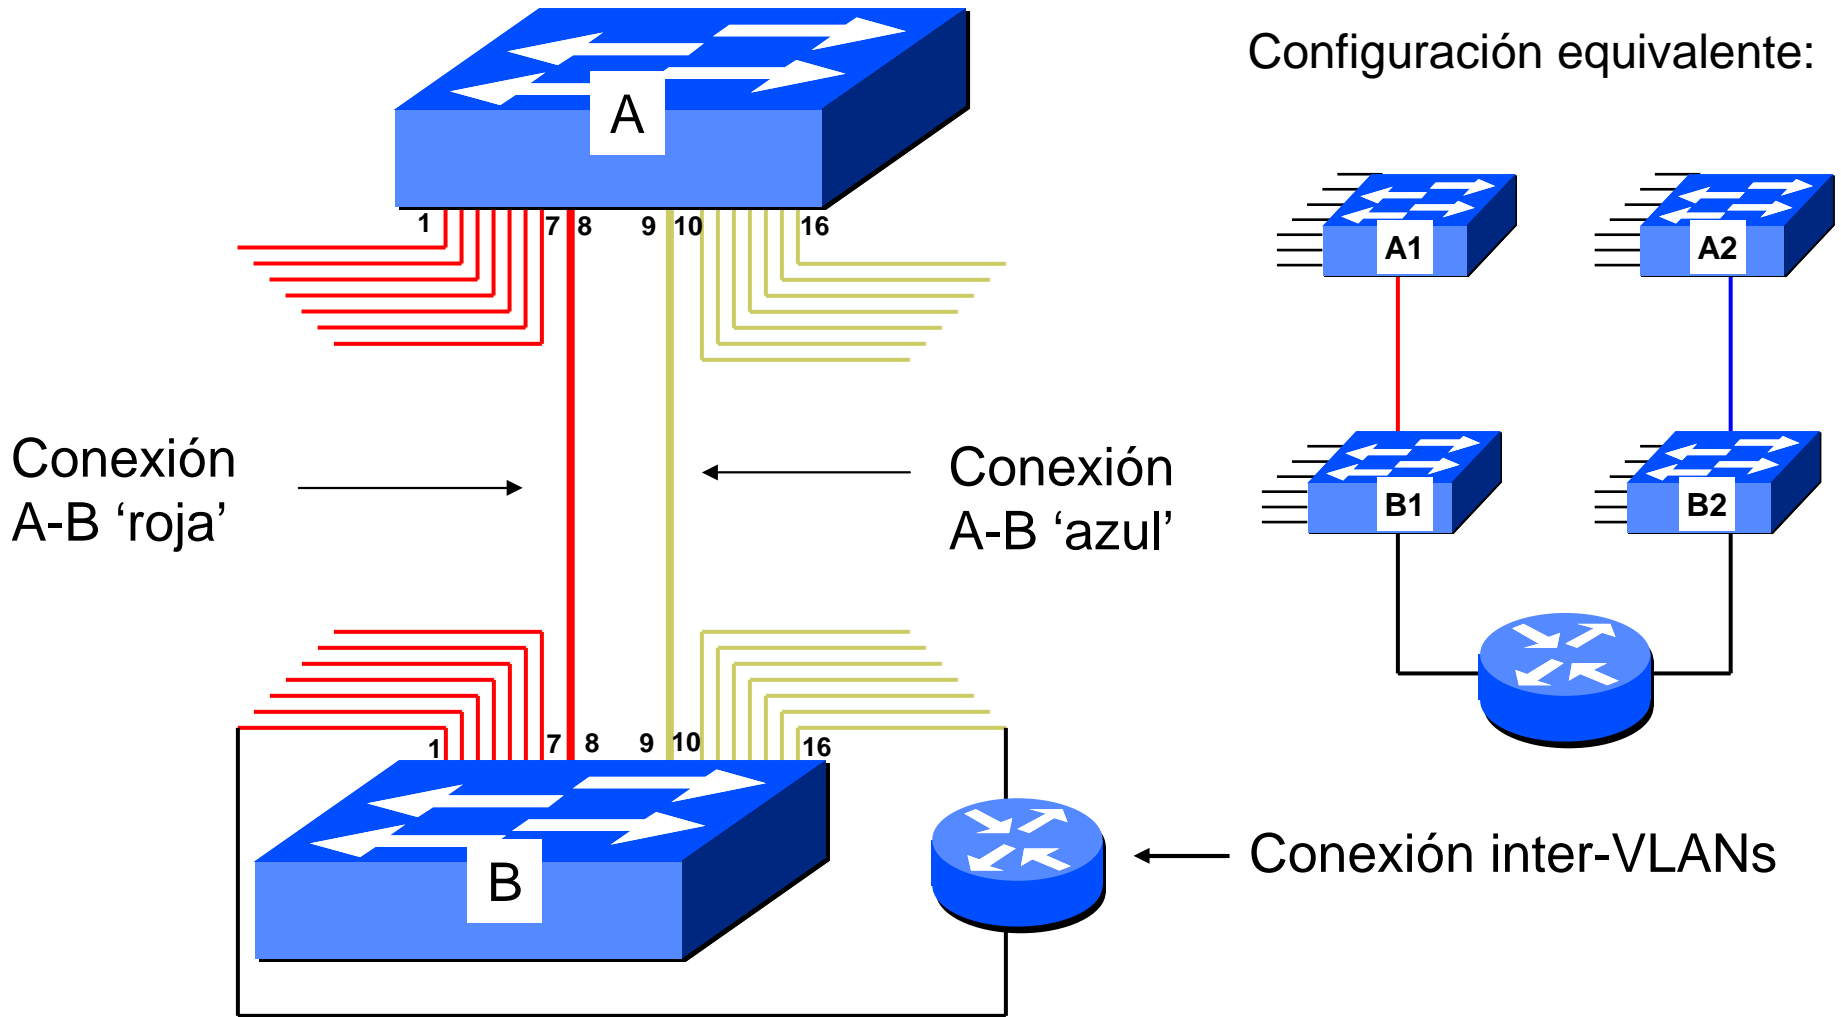 Configuración equivalente:
A
1
7
8
9
10
16
A1
A2
Conexión
A-B ‘roja’
Conexión
A-B ‘azul’
B1
B2
1
7
8
9
10
16
B
Conexión inter-VLANs